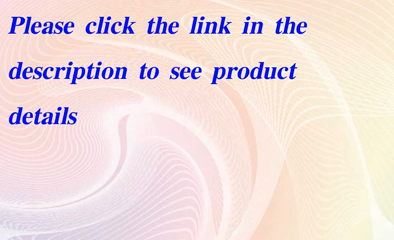 Please click the link in the
description to see product
details